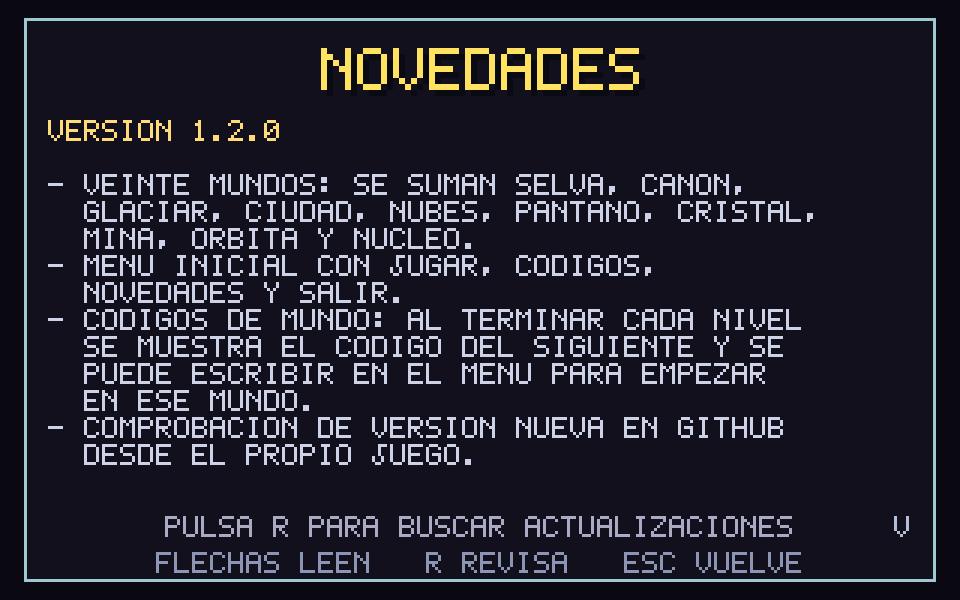 NOVEDADES
VERSION 1.2.0
- VEINTE MUNDOS: SE SUMAN SELVA, CANON,
GLACIAR, CIUDAD, NUBES, PANTANO, CRISTAL,
MINA, ORBITA Y NUCLEO.
- MENU INICIAL CON JUGAR, CODIGOS,
NOVEDADES Y SALIR.
- CODIGOS DE MUNDO: AL TERMINAR CADA NIVEL
SE MUESTRA EL CODIGO DEL SIGUIENTE Y SE
PUEDE ESCRIBIR EN EL MENU PARA EMPEZAR
EN ESE MUNDO.
- COMPROBACION DE VERSION NUEVA EN GITHUB
DESDE EL PROPIO JUEGO.
PULSA R PARA BUSCAR ACTUALIZACIONES V
FLECHAS LEEN R REVISA ESC VUELVE